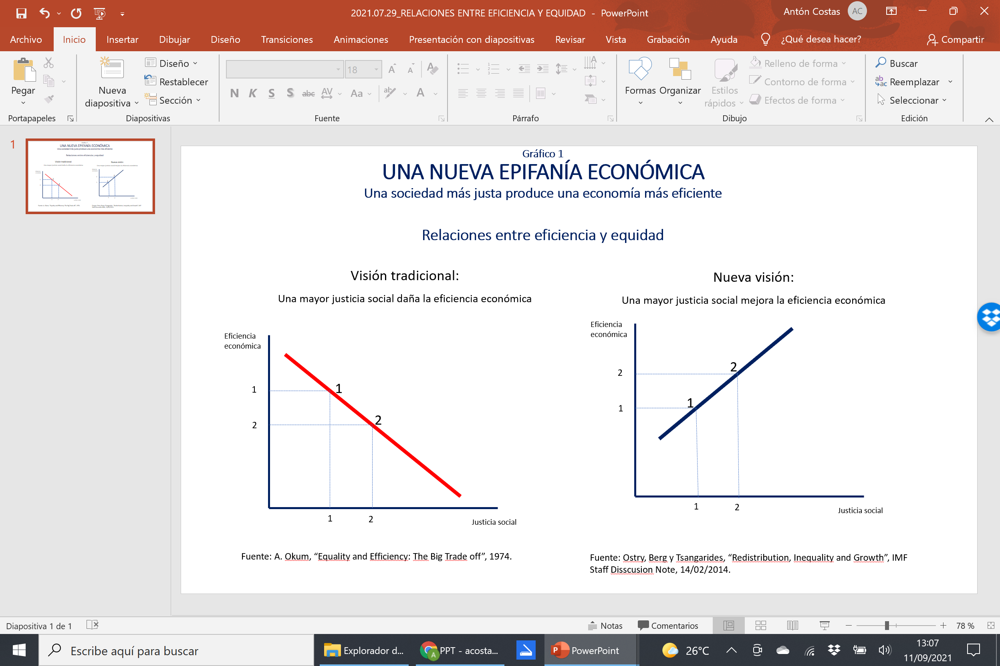 2021.07.29_RELACIONES ENTRE EFICIENCIA Y EQUIDAD - PowerPoint
Antón Costas
AC
Archivo
Inicio
Insertar
Dibujar
Diseño
Transiciones
Animaciones
Presentación con diapositivas
Revisar
Vista
Grabación
Ayuda
¿Qué desea hacer?
Compartir
Pegar
Portapapeles
Nueva
diapositiva
Diseño
Restablecer
Sección
Diapositivas
18
N K S S abc AV Aa
Fuente
Párrafo
Formas
Organizar
Estilos
rápidos
Relleno de forma
Contorno de forma
Efectos de forma
Dibujo
Buscar
Reemplazar
Seleccionar
Edición
1
Gráfico 1
UNA NUEVA EPIFANÍA ECONÓMICA
Una sociedad más justa produce una economía más eficiente
Relaciones entre eficiencia y equidad
Visión tradicional:
Una mayor justicia social daña la eficiencia económica
Eficiencia
económica
1
2
1
2
1
2
Justicia social
Fuente: A. Okum, “Equality and Efficiency: The Big Trade off”, 1974.
Nueva visión:
Una mayor justicia social mejora la eficiencia económica
Eficiencia
económica
2
1
2
1
1
2
Justicia social
Fuente: Ostry, Berg y Tsangarides, “Redistribution, Inequality and Growth”, IMF
Staff Disscusion Note, 14/02/2014.
Diapositiva 1 de 1
Notas
Comentarios
78 %
Escribe aquí para buscar
Explorador d...
PPT - acosta...
PowerPoint
26°C
13:07
11/09/2021